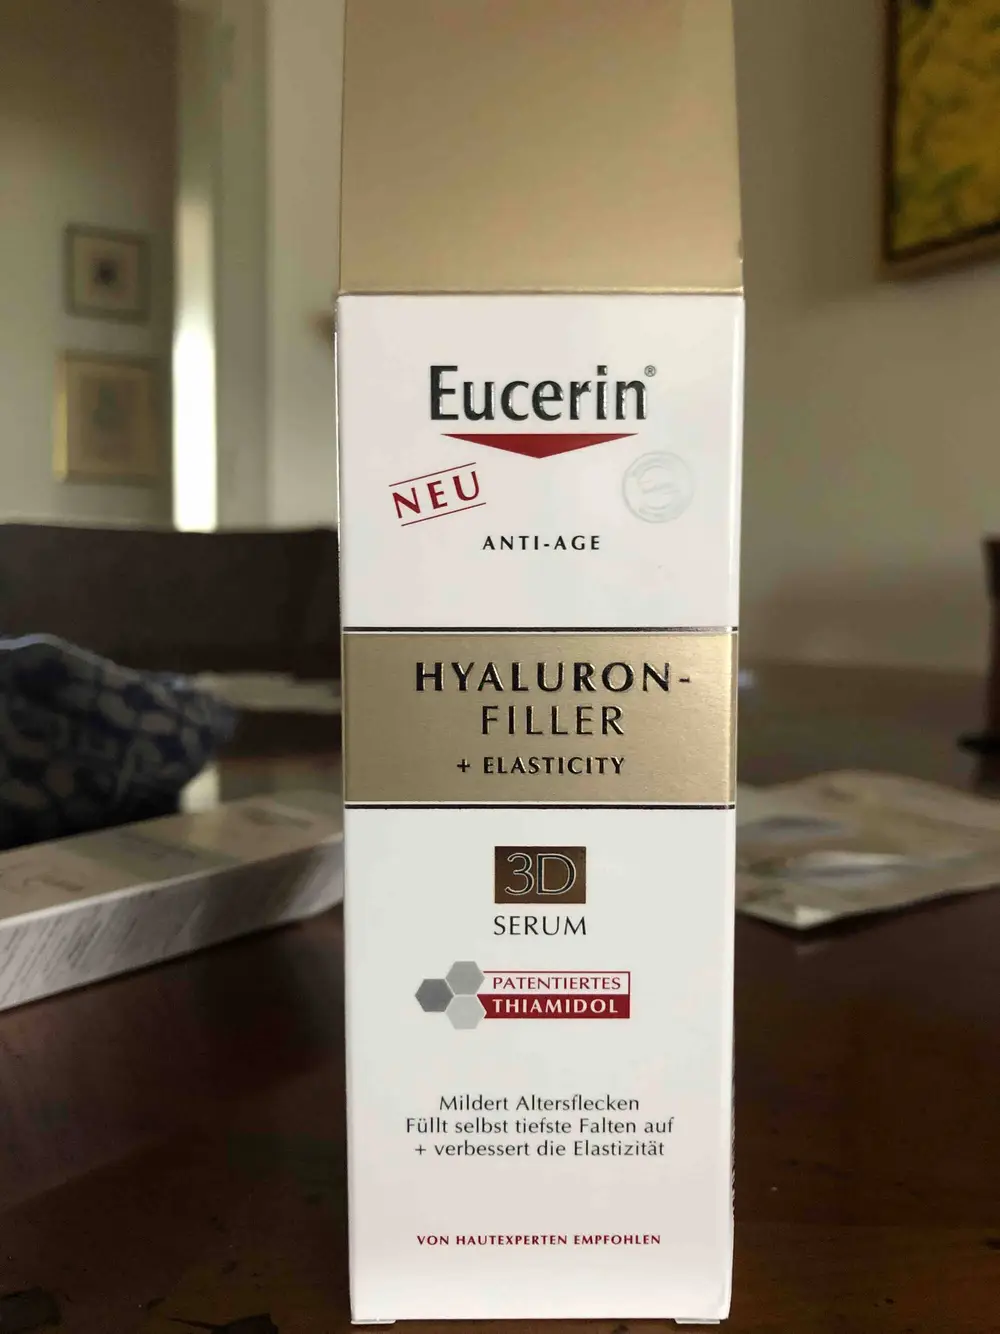 Eucerin®
NEU
ANTI-AGE
HYALURON-
FILLER
+ ELASTICITY
3D
SERUM
PATENTIERTES
THIAMIDOL
Mildert Altersflecken
Füllt selbst tiefste Falten auf
+ verbessert die Elastizität
VON HAUTEXPERTEN EMPFOHLEN